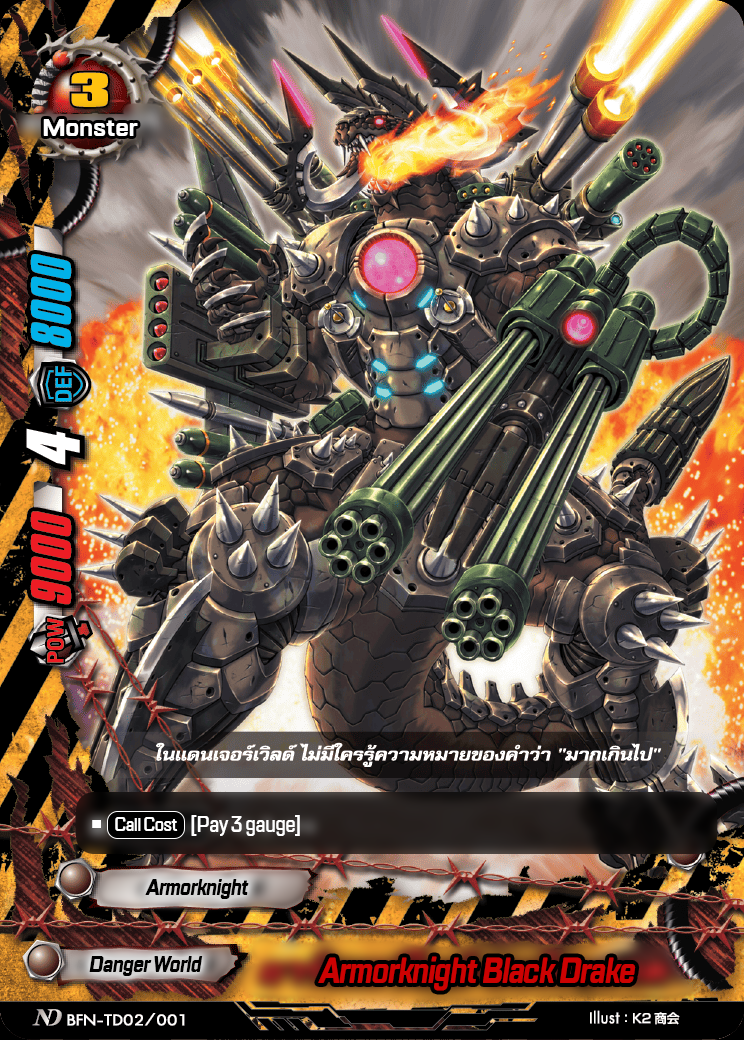 3
Monster
8000
DEF
4
9000
POW
ในแดนเจอร์เวิลด์ ไม่มีใครรู้ความหมายของคำว่า "มากเกินไป"
■ Call Cost [Pay 3 gauge]
Armorknight
Danger World
Armorknight Black Drake
ND BFN-TD02/001
Illust : K2 商会